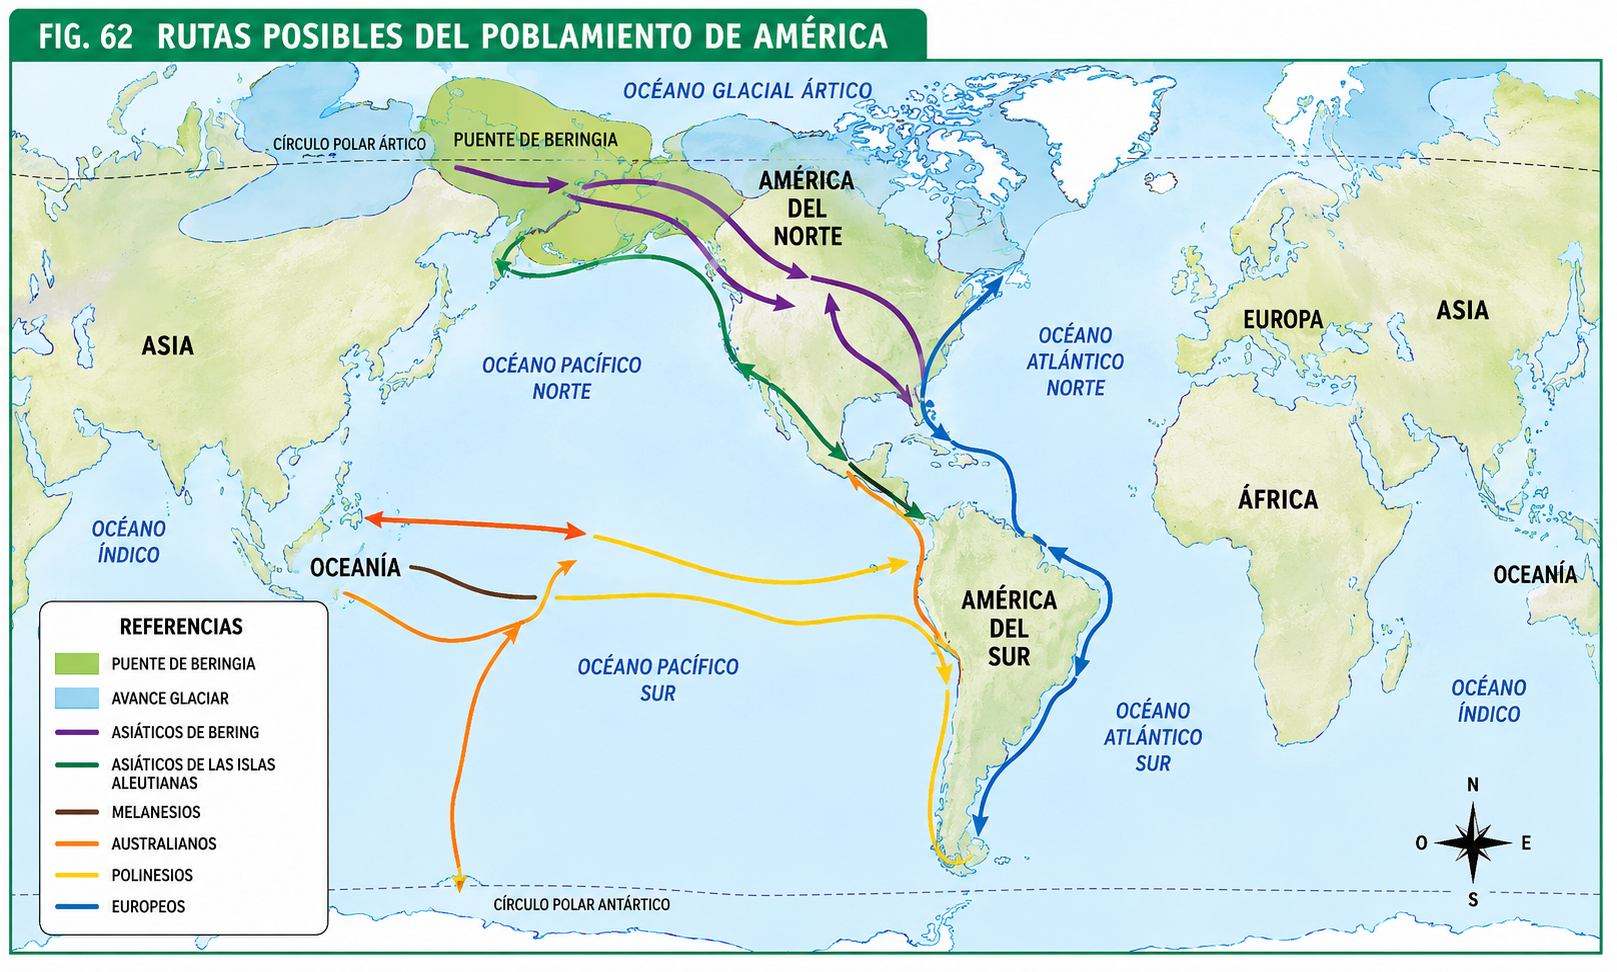 FIG. 62 RUTAS POSIBLES DEL POBLAMIENTO DE AMÉRICA
OCÉANO GLACIAL ÁRTICO
CÍRCULO POLAR ÁRTICO
PUENTE DE BERINGIA
AMÉRICA
DEL
NORTE
ASIA
OCÉANO PACÍFICO
NORTE
OCÉANO
ATLÁNTICO
NORTE
EUROPA
ASIA
OCÉANO
ÍNDICO
OCEANÍA
ÁFRICA
OCEANÍA
AMÉRICA
DEL
SUR
OCÉANO PACÍFICO
SUR
OCÉANO
ATLÁNTICO
SUR
OCÉANO
ÍNDICO
REFERENCIAS
PUENTE DE BERINGIA
AVANCE GLACIAR
ASIÁTICOS DE BERING
ASIÁTICOS DE LAS ISLAS
ALEUTIANAS
MELANESIOS
AUSTRALIANOS
POLINESIOS
EUROPEOS
CÍRCULO POLAR ANTÁRTICO
N
O
E
S